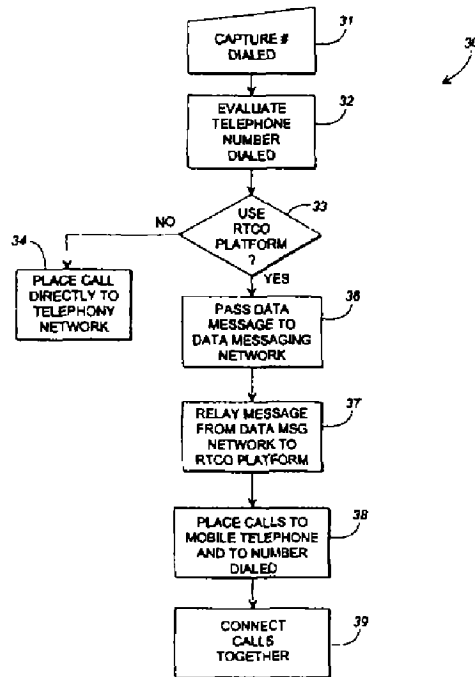 31
CAPTURE #
DIALED
30
32
EVALUATE
TELEPHONE
NUMBER
DIALED
33
USE
RTCO
PLATFORM
?
NO
YES
34
PLACE CALL
DIRECTLY TO
TELEPHONY
NETWORK
36
PASS DATA
MESSAGE TO
DATA MESSAGING
NETWORK
37
RELAY MESSAGE
FROM DATA MSG
NETWORK TO
RTCO PLATFORM
38
PLACE CALLS TO
MOBILE TELEPHONE
AND TO NUMBER
DIALED
39
CONNECT
CALLS
TOGETHER